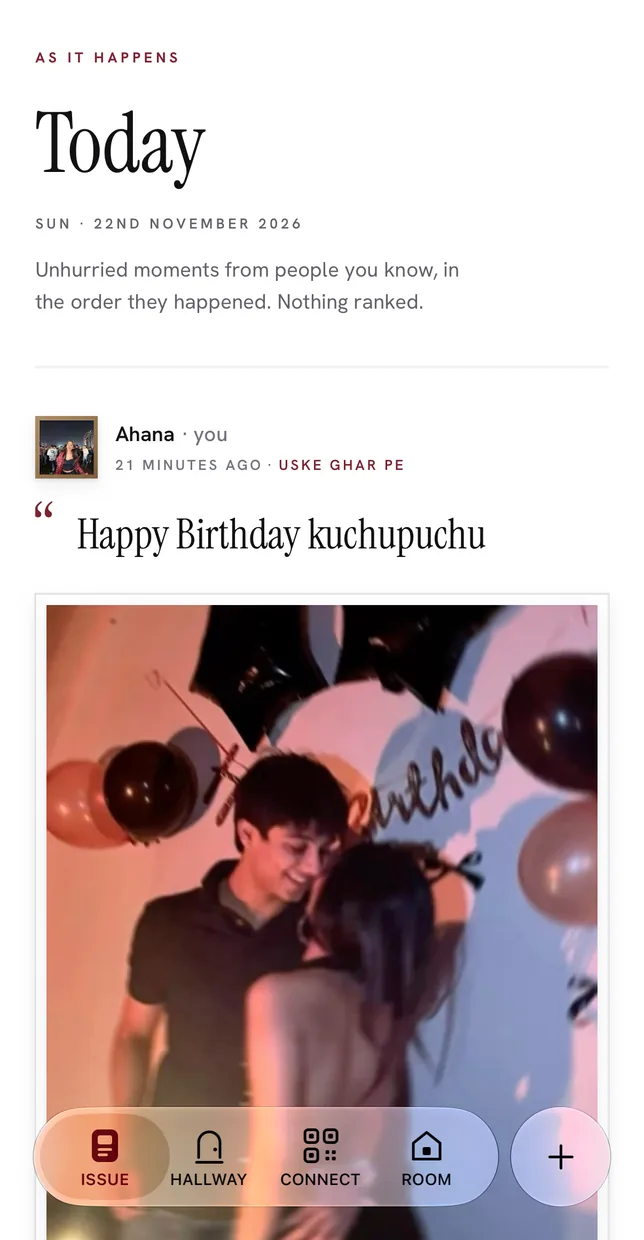 AS IT HAPPENS
Today
SUN · 22ND NOVEMBER 2026
Unhurried moments from people you know, in
the order they happened. Nothing ranked.
Ahana · you
21 MINUTES AGO · USKE GHAR PE
“ Happy Birthday kuchupuchu
ISSUE
HALLWAY
CONNECT
ROOM